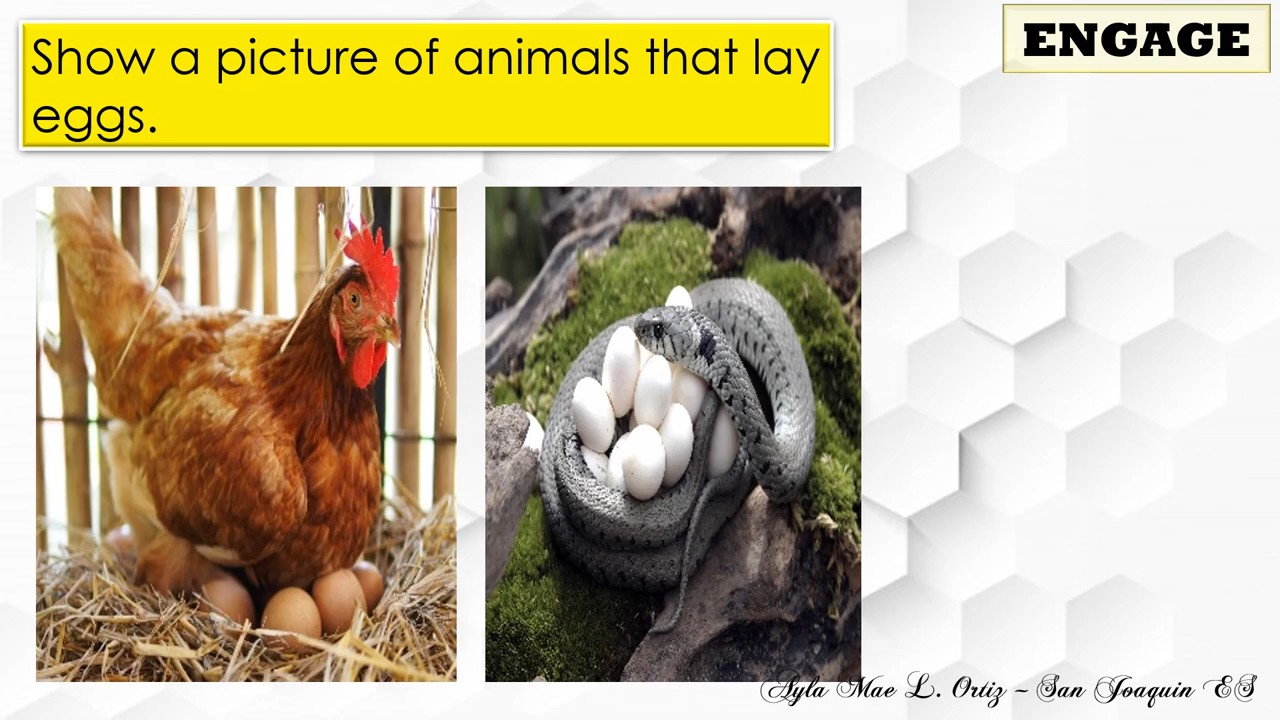 Show a picture of animals that lay
eggs.
ENGAGE
Ayla Mae L. Ortiz ~ San Joaquin ES